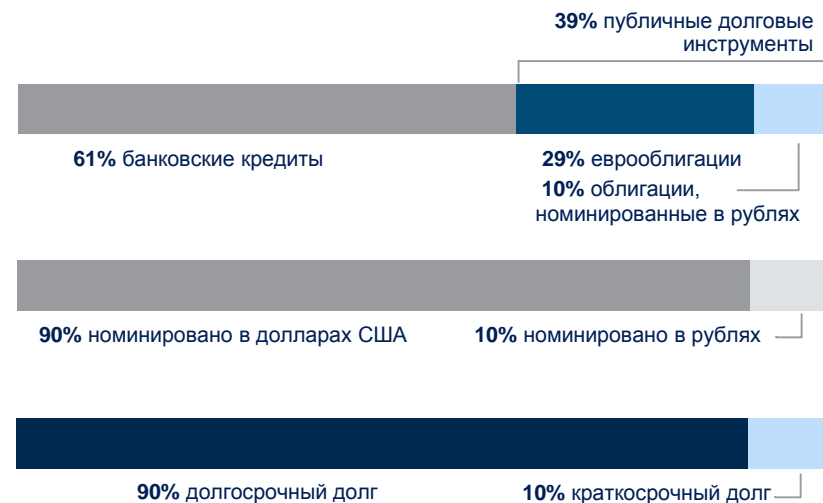 39% публичные долговые
инструменты
61% банковские кредиты
29% еврооблигации
10% облигации,
номинированные в рублях
90% номинировано в долларах США
10% номинировано в рублях
90% долгосрочный долг
10% краткосрочный долг